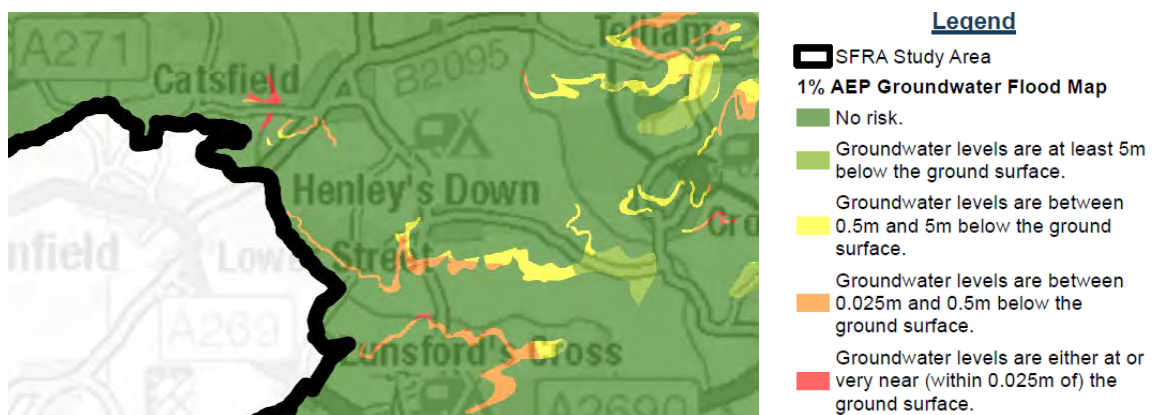 A271
Catsfield
B2095
Telham
Henley's Down
Cro
nfield
Lower Street
A269
Lunsford's Cross
A2690
Legend
SFRA Study Area
1% AEP Groundwater Flood Map
No risk.
Groundwater levels are at least 5m
below the ground surface.
Groundwater levels are between
0.5m and 5m below the ground
surface.
Groundwater levels are between
0.025m and 0.5m below the
ground surface.
Groundwater levels are either at or
very near (within 0.025m of) the
ground surface.